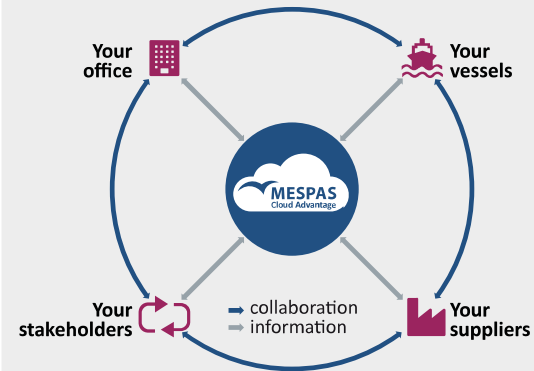 Your
office
Your
vessels
MESPAS
Cloud Advantage
Your
stakeholders
collaboration
information
Your
suppliers